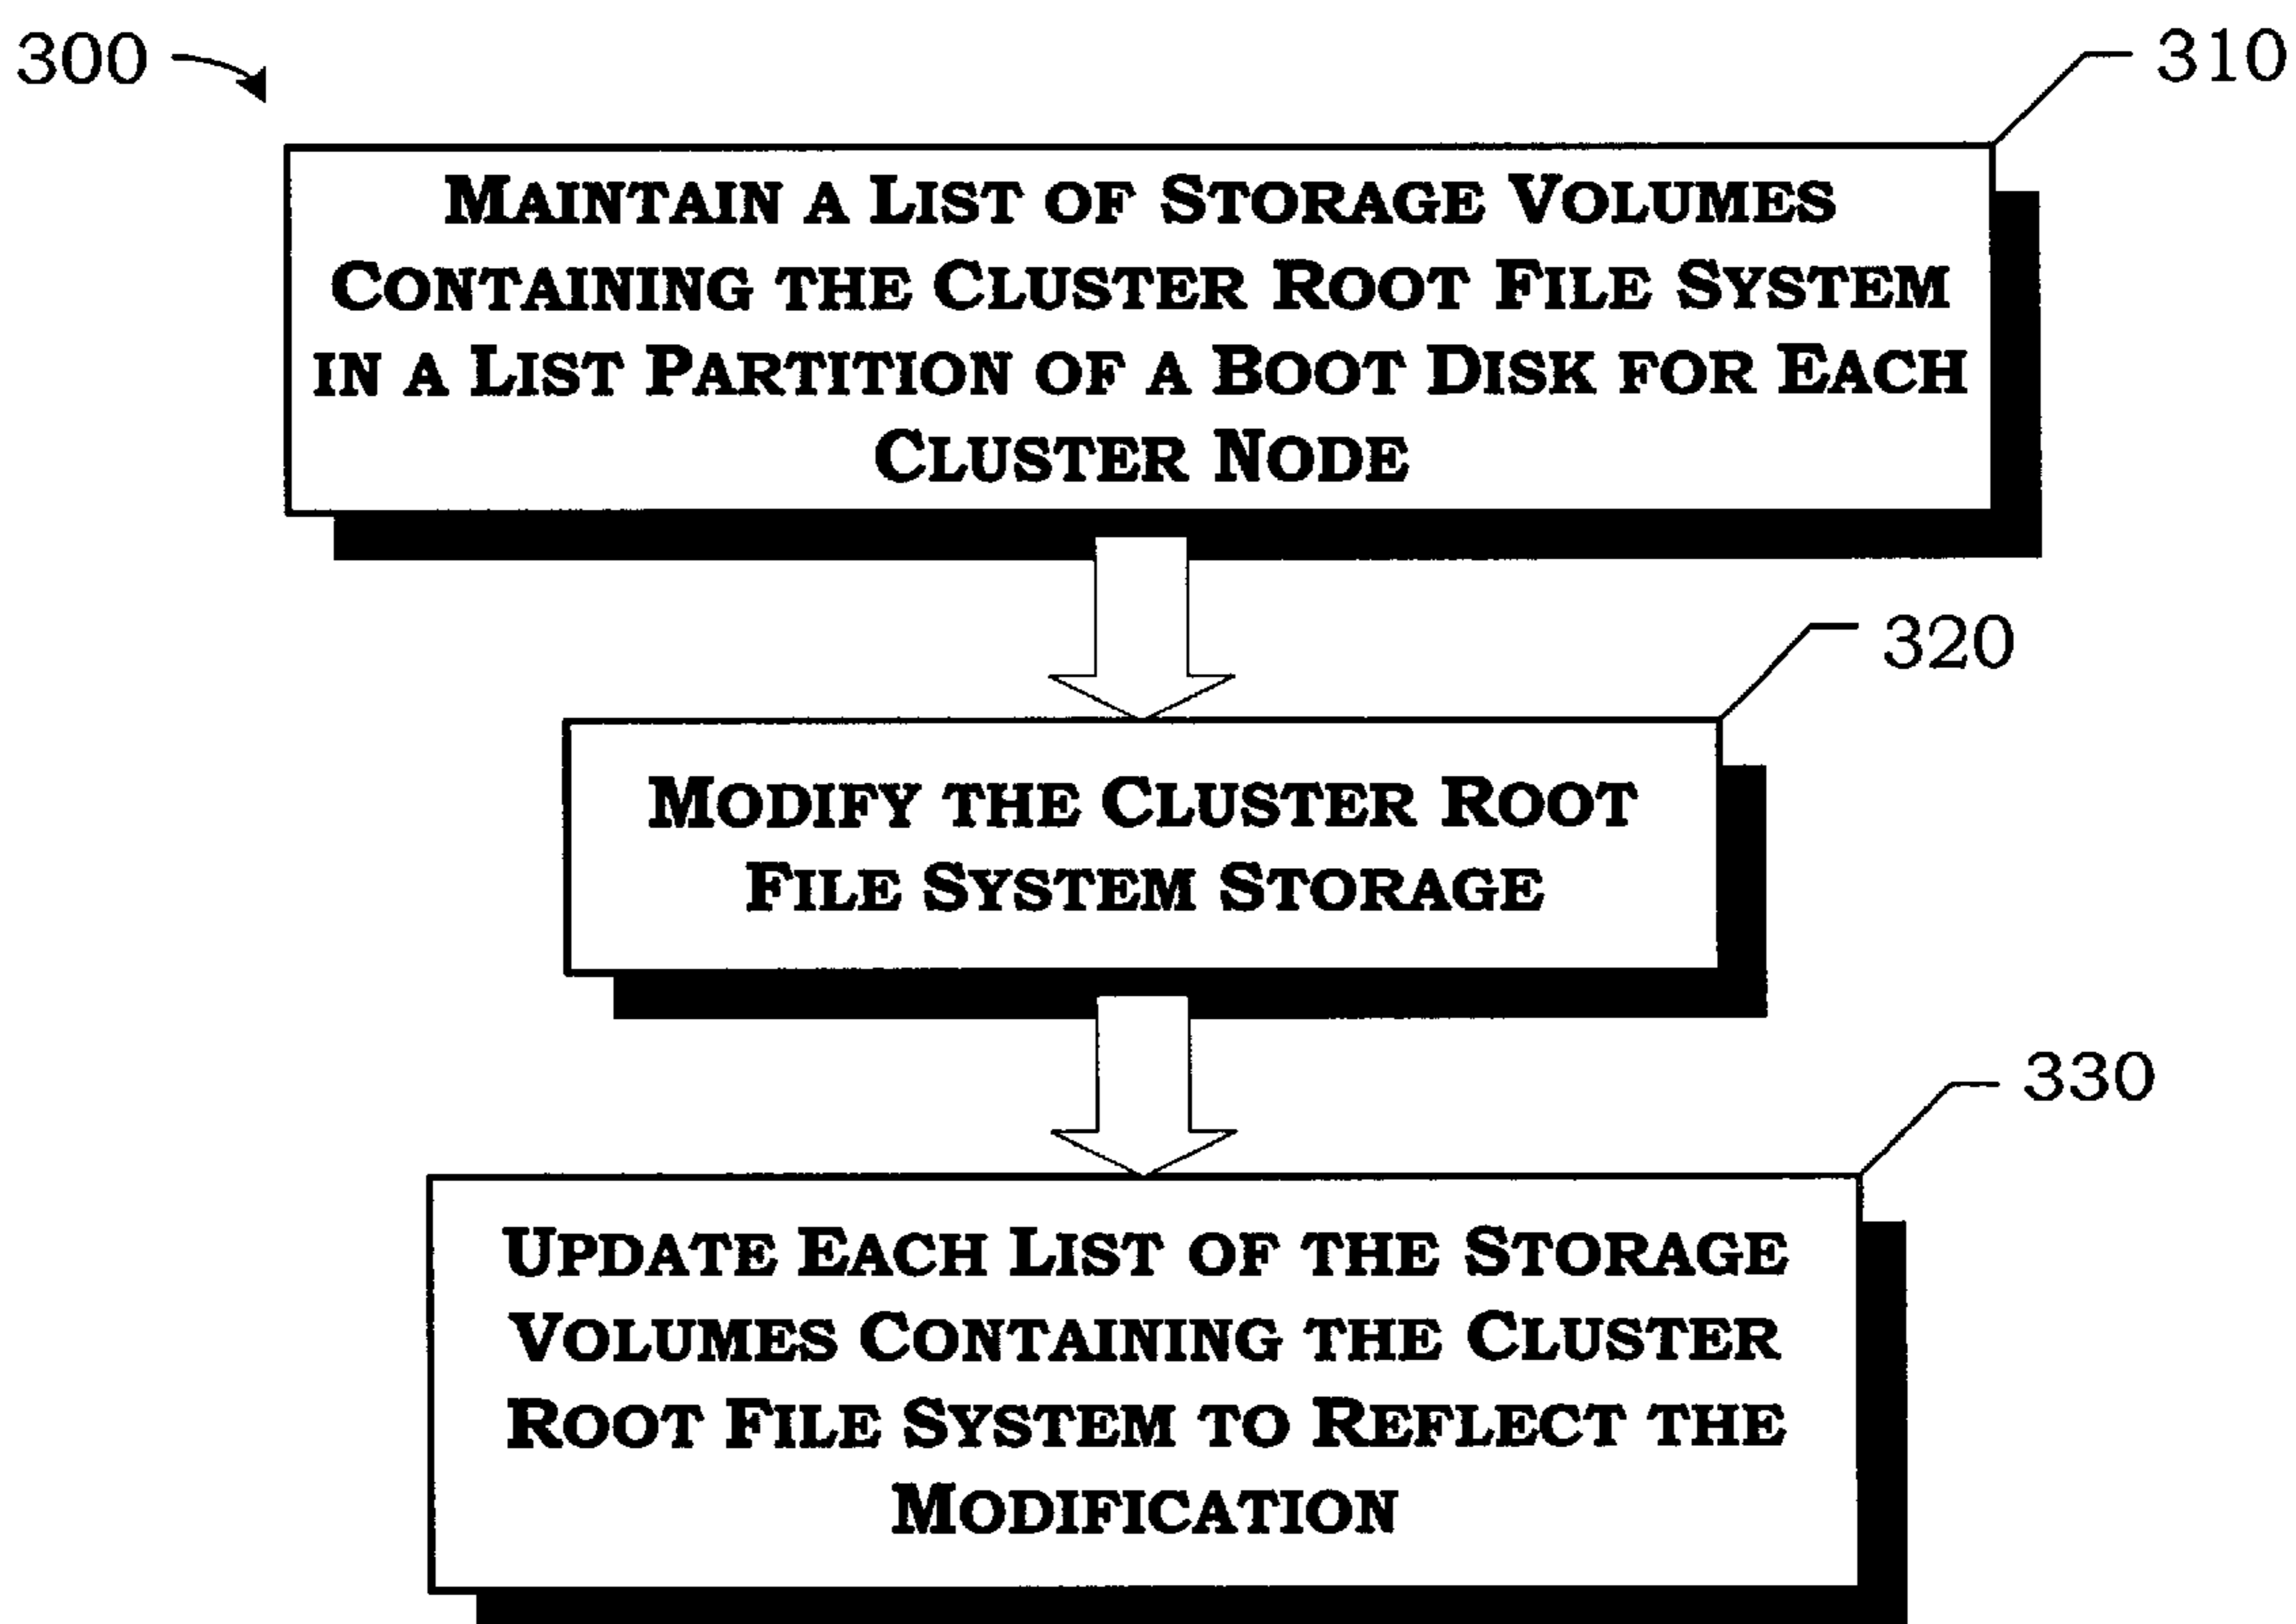 300
310
MAINTAIN A LIST OF STORAGE VOLUMES
CONTAINING THE CLUSTER ROOT FILE SYSTEM
IN A LIST PARTITION OF A BOOT DISK FOR EACH
CLUSTER NODE
320
MODIFY THE CLUSTER ROOT
FILE SYSTEM STORAGE
330
UPDATE EACH LIST OF THE STORAGE
VOLUMES CONTAINING THE CLUSTER
ROOT FILE SYSTEM TO REFLECT THE
MODIFICATION